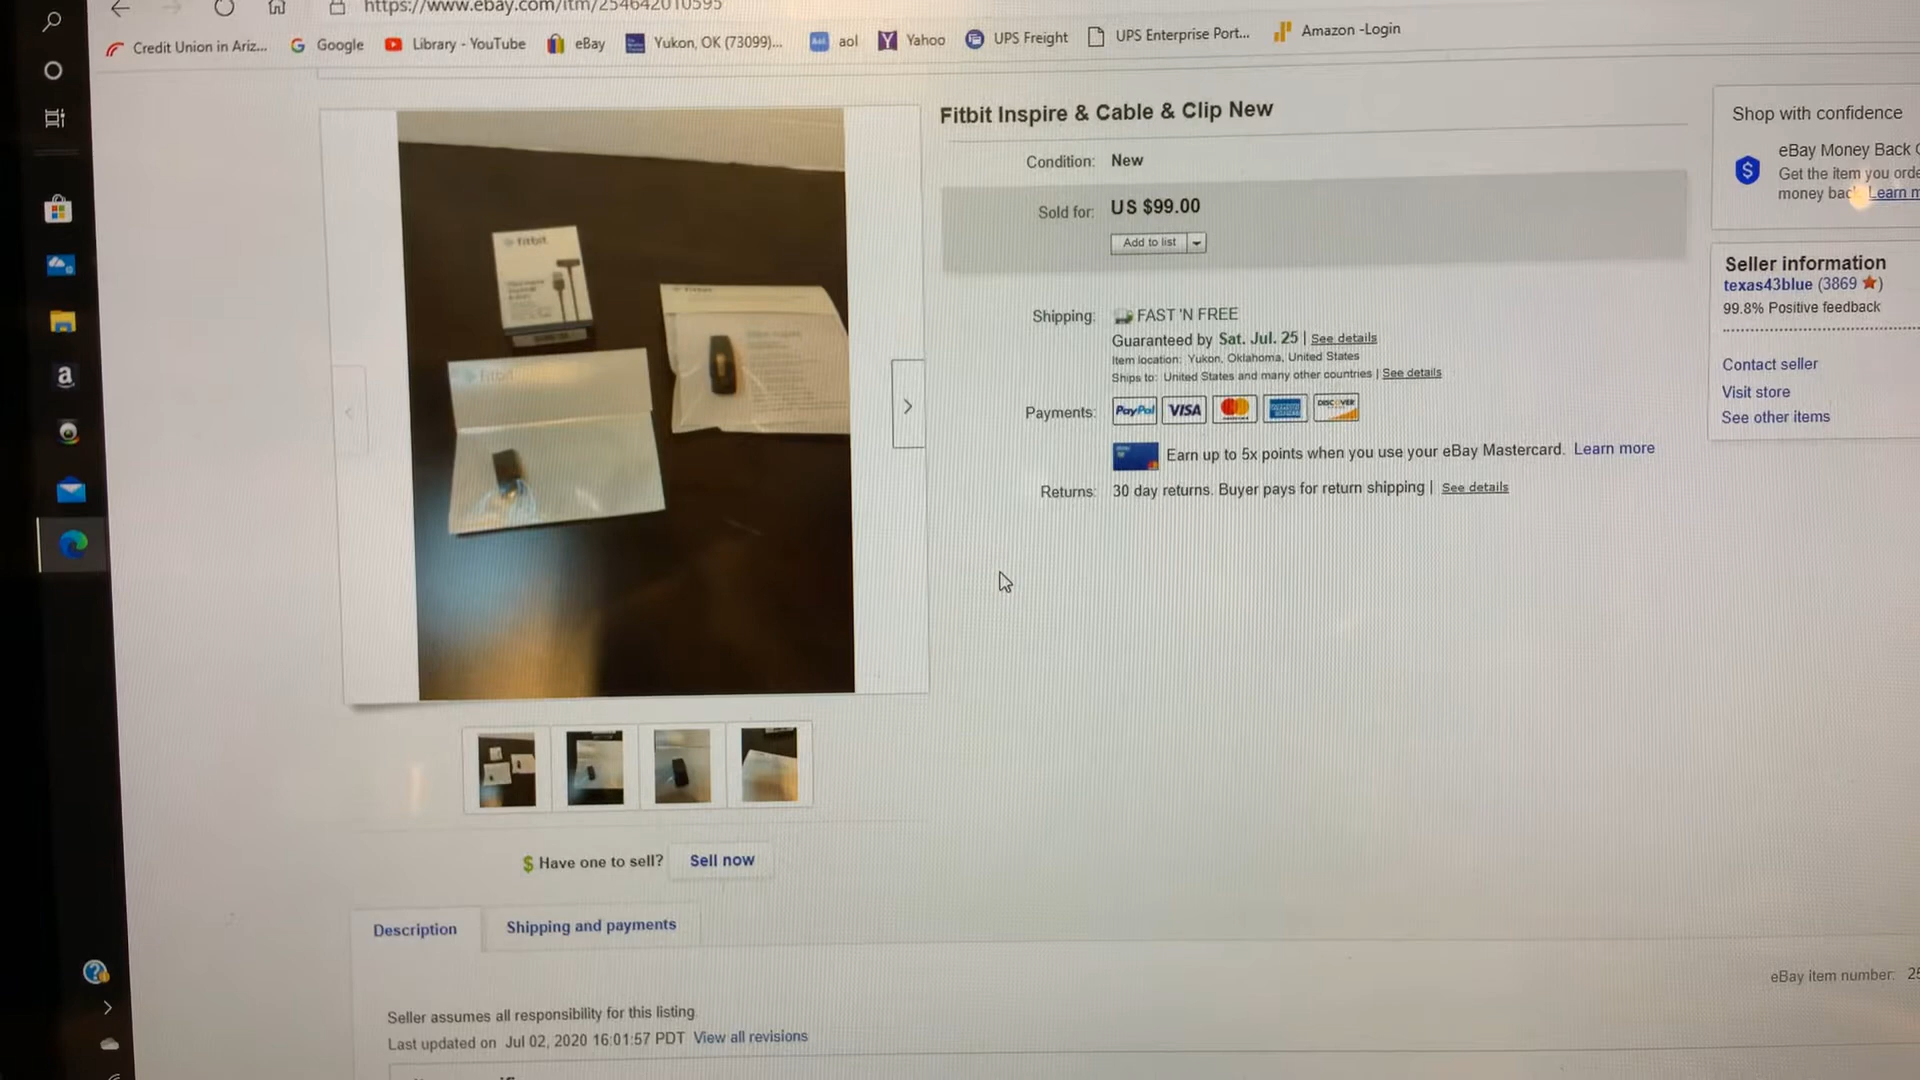 https://www.ebay.com/itm/254642010595
Credit Union in Ariz...
Google
Library - YouTube
eBay
Yukon, OK (73099)...
Aol.
aol
Yahoo
UPS Freight
UPS Enterprise Port...
Amazon -Login
Fitbit Inspire & Cable & Clip New
Condition: New
Sold for: US $99.00
Add to list
Shipping: FAST 'N FREE
Guaranteed by Sat. Jul. 25 | See details
Item location: Yukon, Oklahoma, United States
Ships to: United States and many other countries | See details
Payments: PayPal VISA DISCOVER
Earn up to 5x points when you use your eBay Mastercard. Learn more
Returns: 30 day returns. Buyer pays for return shipping | See details
Shop with confidence
eBay Money Back
Get the item you
money back Learn
Seller information
texas43blue (3869 ★)
99.8% Positive feedback
Contact seller
Visit store
See other items
fitbit
fitbit
fitbit
$ Have one to sell? Sell now
Description
Shipping and payments
eBay item number:
Seller assumes all responsibility for this listing.
Last updated on Jul 02, 2020 16:01:57 PDT View all revisions